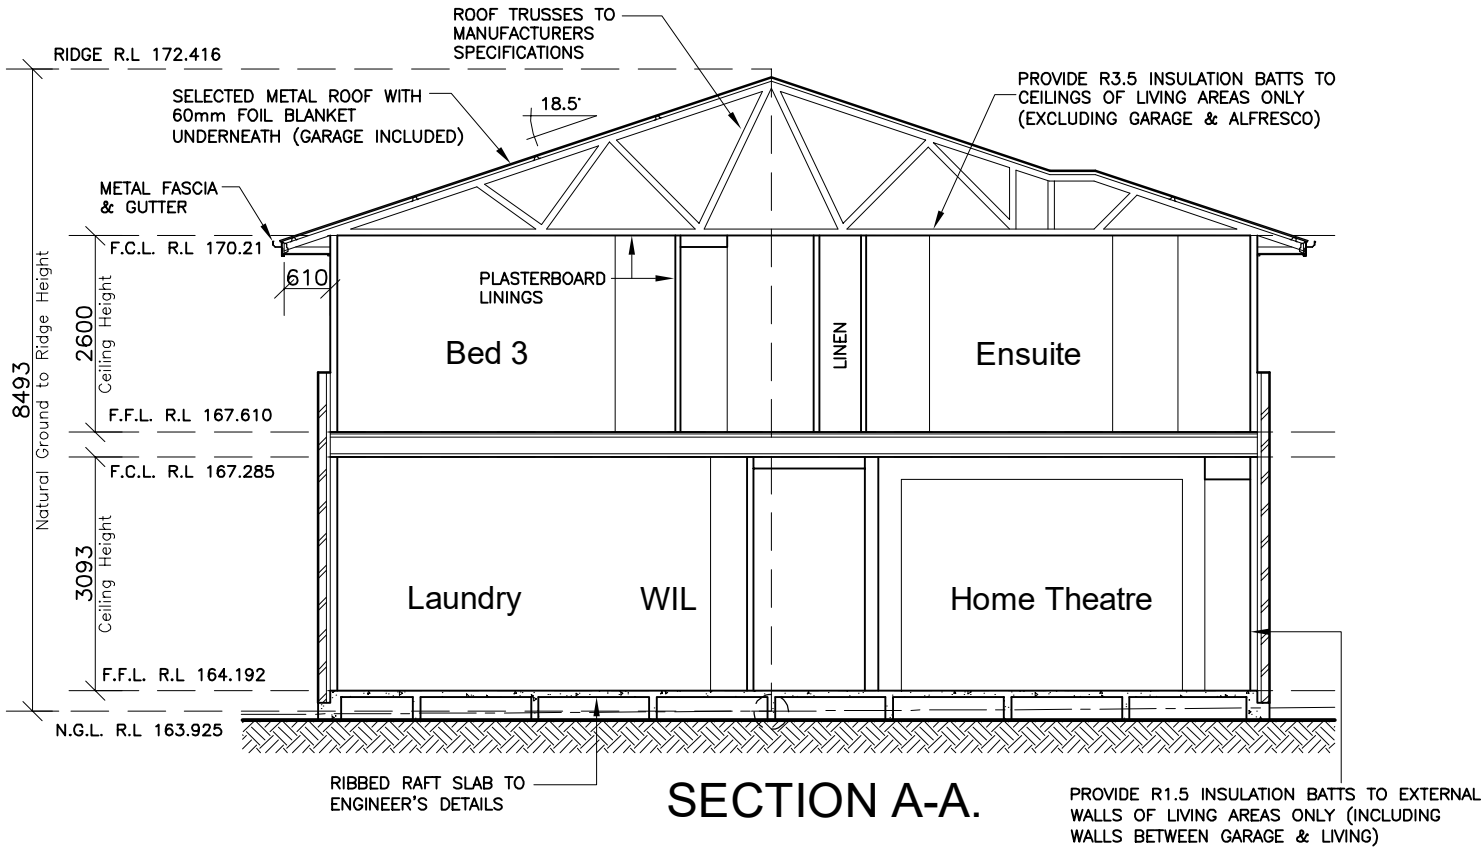 ROOF TRUSSES TO
MANUFACTURERS
SPECIFICATIONS
RIDGE R.L 172.416
SELECTED METAL ROOF WITH
60mm FOIL BLANKET
UNDERNEATH (GARAGE INCLUDED)
18.5°
PROVIDE R3.5 INSULATION BATTS TO
CEILINGS OF LIVING AREAS ONLY
(EXCLUDING GARAGE & ALFRESCO)
METAL FASCIA
& GUTTER
F.C.L. R.L 170.21
610
PLASTERBOARD
LININGS
2600
Ceiling Height
8493
Natural Ground to Ridge Height
Bed 3
LINEN
Ensuite
F.F.L. R.L 167.610
F.C.L. R.L 167.285
3093
Ceiling Height
Laundry
WIL
Home Theatre
F.F.L. R.L 164.192
N.G.L. R.L 163.925
RIBBED RAFT SLAB TO
ENGINEER'S DETAILS
SECTION A-A.
PROVIDE R1.5 INSULATION BATTS TO EXTERNAL
WALLS OF LIVING AREAS ONLY (INCLUDING
WALLS BETWEEN GARAGE & LIVING)